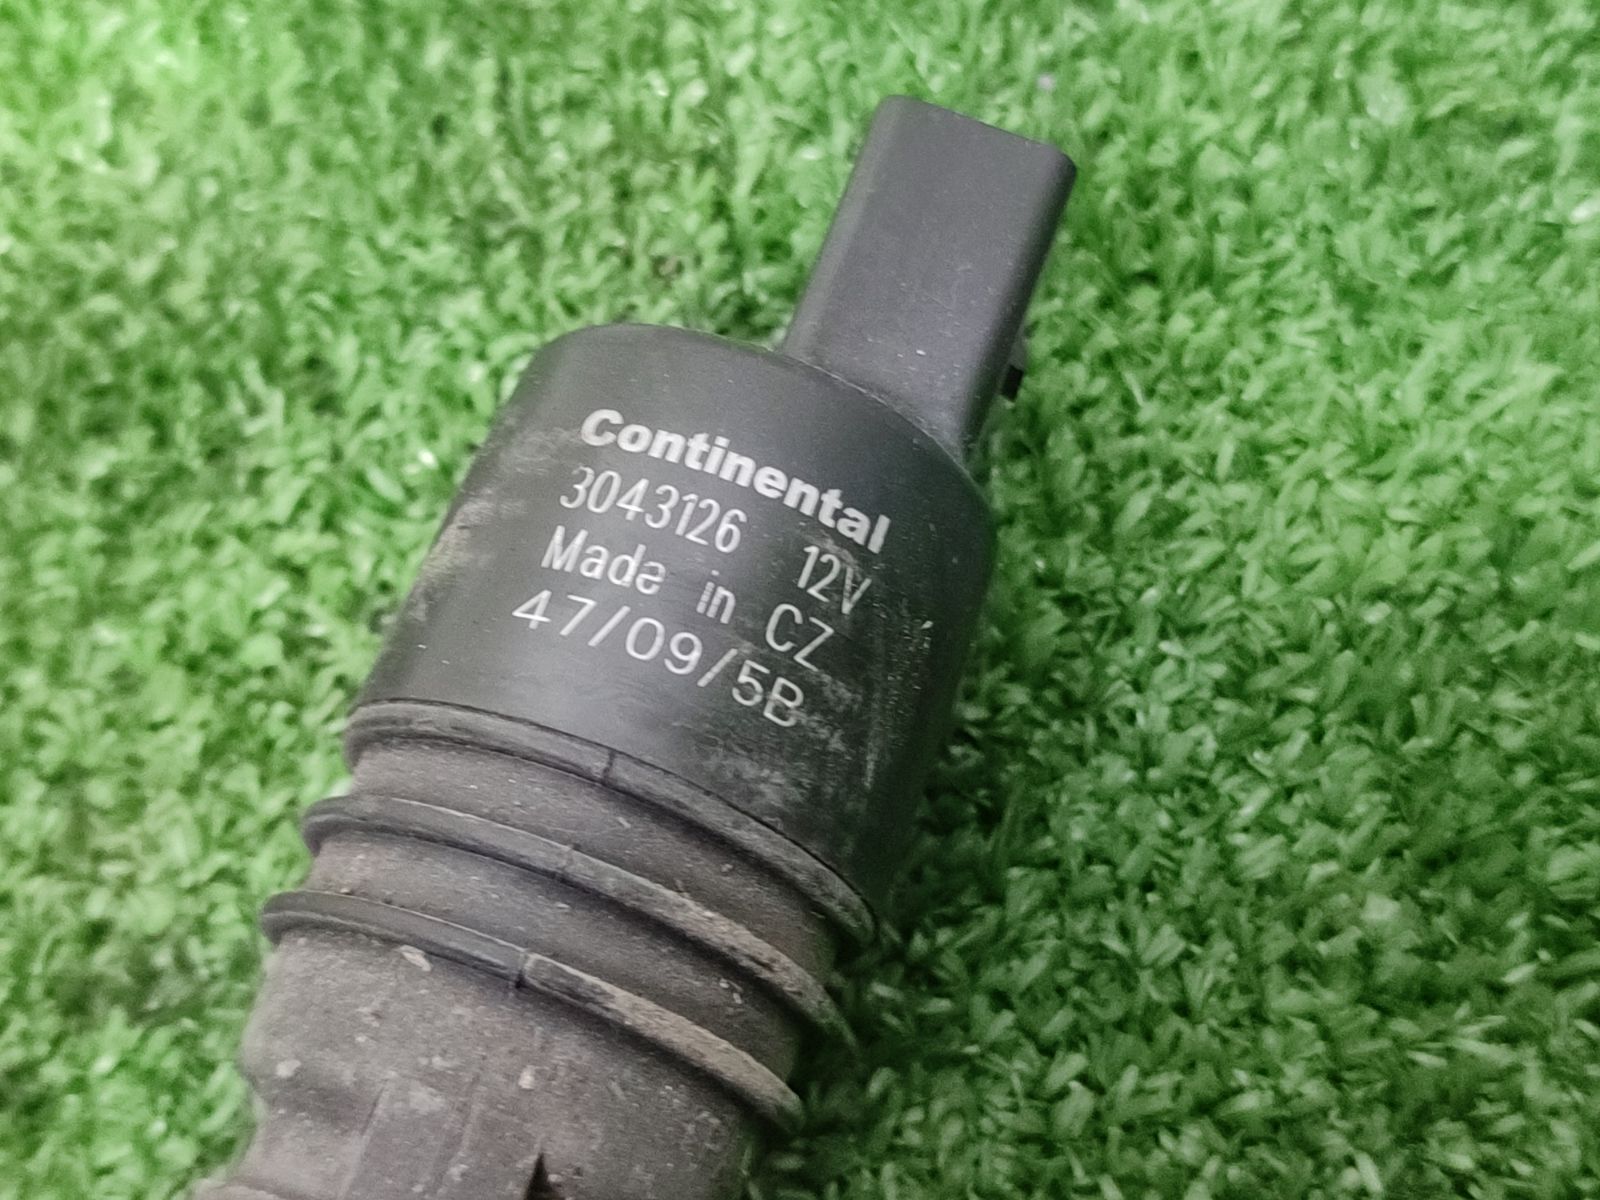 Continental
3043126 12V
Made in CZ
47/09/5B